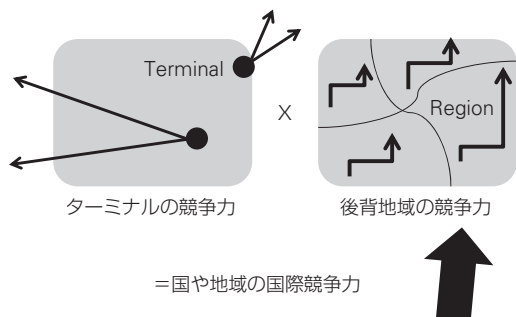 Terminal
X
Region
ターミナルの競争力
後背地域の競争力
＝国や地域の国際競争力